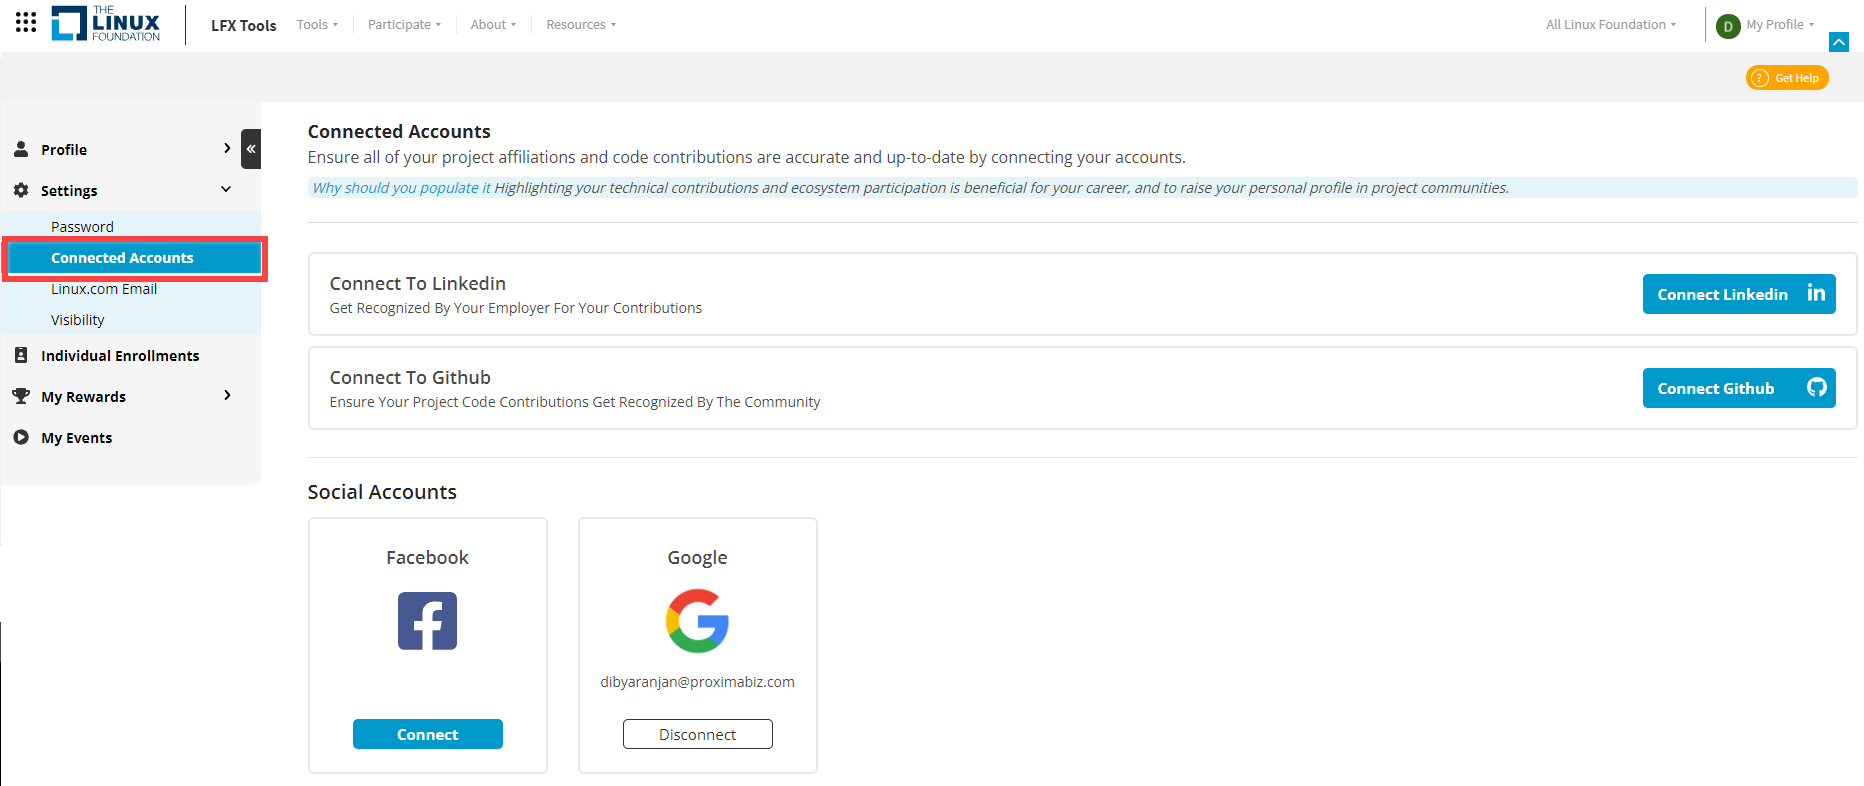 THE
LINUX
FOUNDATION
LFX Tools
Tools
Participate
About
Resources
All Linux Foundation
D
My Profile
? Get Help
Profile
Settings
Password
Connected Accounts
Linux.com Email
Visibility
Individual Enrollments
My Rewards
My Events
Connected Accounts
Ensure all of your project affiliations and code contributions are accurate and up-to-date by connecting your accounts.
Why should you populate it Highlighting your technical contributions and ecosystem participation is beneficial for your career, and to raise your personal profile in project communities.
Connect To Linkedin
Get Recognized By Your Employer For Your Contributions
Connect Linkedin in
Connect To Github
Ensure Your Project Code Contributions Get Recognized By The Community
Connect Github
Social Accounts
Facebook
Connect
Google
dibyaranjan@proximabiz.com
Disconnect